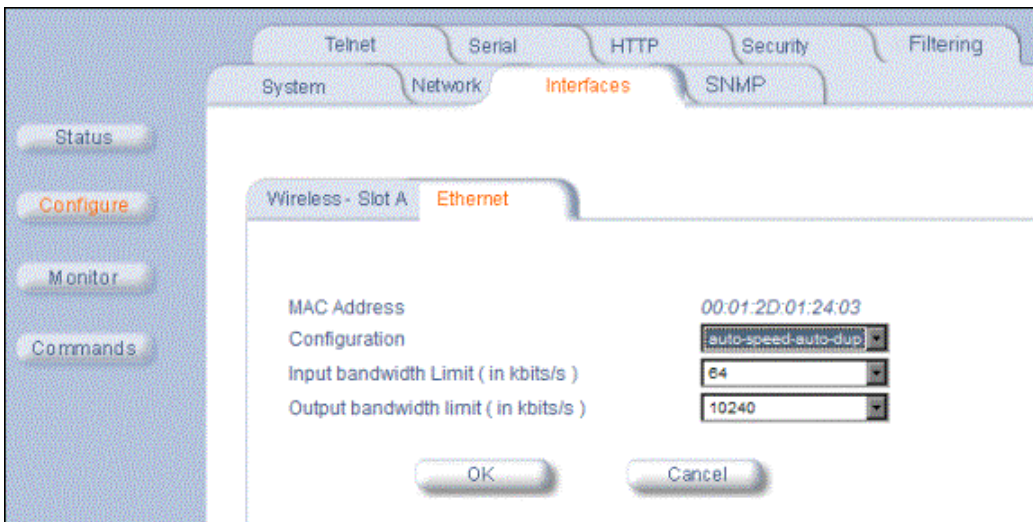 Telnet Serial HTTP Security Filtering
System Network Interfaces SNMP
Status
Configure
Monitor
Commands
Wireless - Slot A Ethernet
MAC Address 00:01:2D:01:24:03
Configuration auto-speed-auto-dup
Input bandwidth Limit ( in kbits/s ) 64
Output bandwidth limit ( in kbits/s ) 10240
OK Cancel